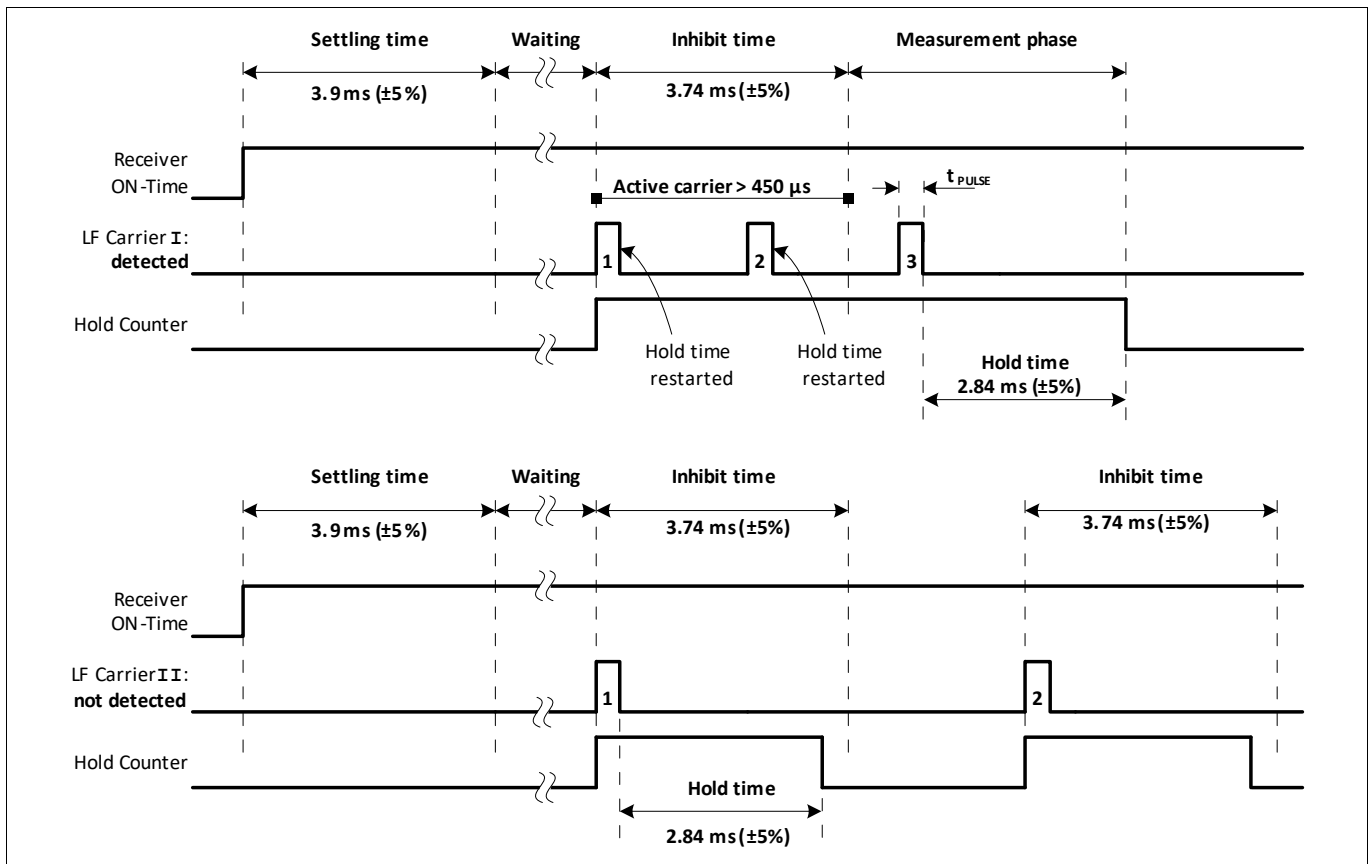 Settling time Waiting Inhibit time Measurement phase
3.9 ms (±5%) 3.74 ms (±5%)
Receiver
ON-Time
Active carrier > 450 µs
t PULSE
LF Carrier I:
detected
1 2 3
Hold Counter
Hold time
restarted
Hold time
restarted
Hold time
2.84 ms (±5%)
Settling time Waiting Inhibit time Inhibit time
3.9 ms (±5%) 3.74 ms (±5%) 3.74 ms (±5%)
Receiver
ON-Time
LF Carrier II:
not detected
1 2
Hold Counter
Hold time
2.84 ms (±5%)